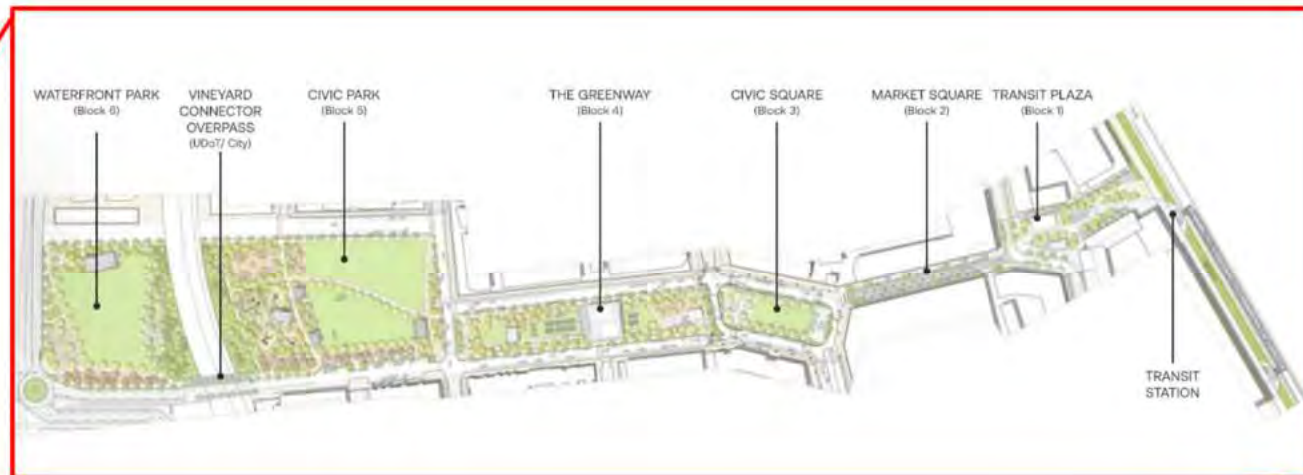 WATERFRONT PARK
(Block 6)
VINEYARD
CONNECTOR
OVERPASS
(UDoT/ City)
CIVIC PARK
(Block 5)
THE GREENWAY
(Block 4)
CIVIC SQUARE
(Block 3)
MARKET SQUARE
(Block 2)
TRANSIT PLAZA
(Block 1)
TRANSIT
STATION